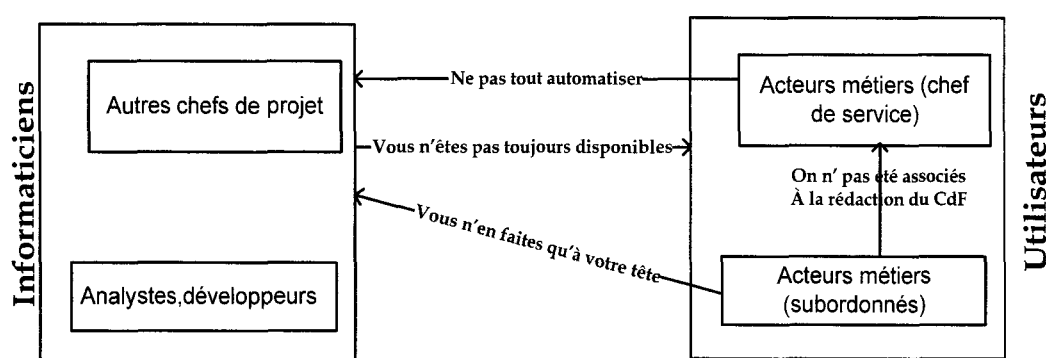 Informaticiens
Autres chefs de projet
Analystes,développeurs
Ne pas tout automatiser
Vous n'êtes pas toujours disponibles
Vous n'en faites qu'à votre tête
Acteurs métiers (chef
de service)
On n' pas été associés
À la rédaction du CdF
Acteurs métiers
(subordonnés)
Utilisateurs